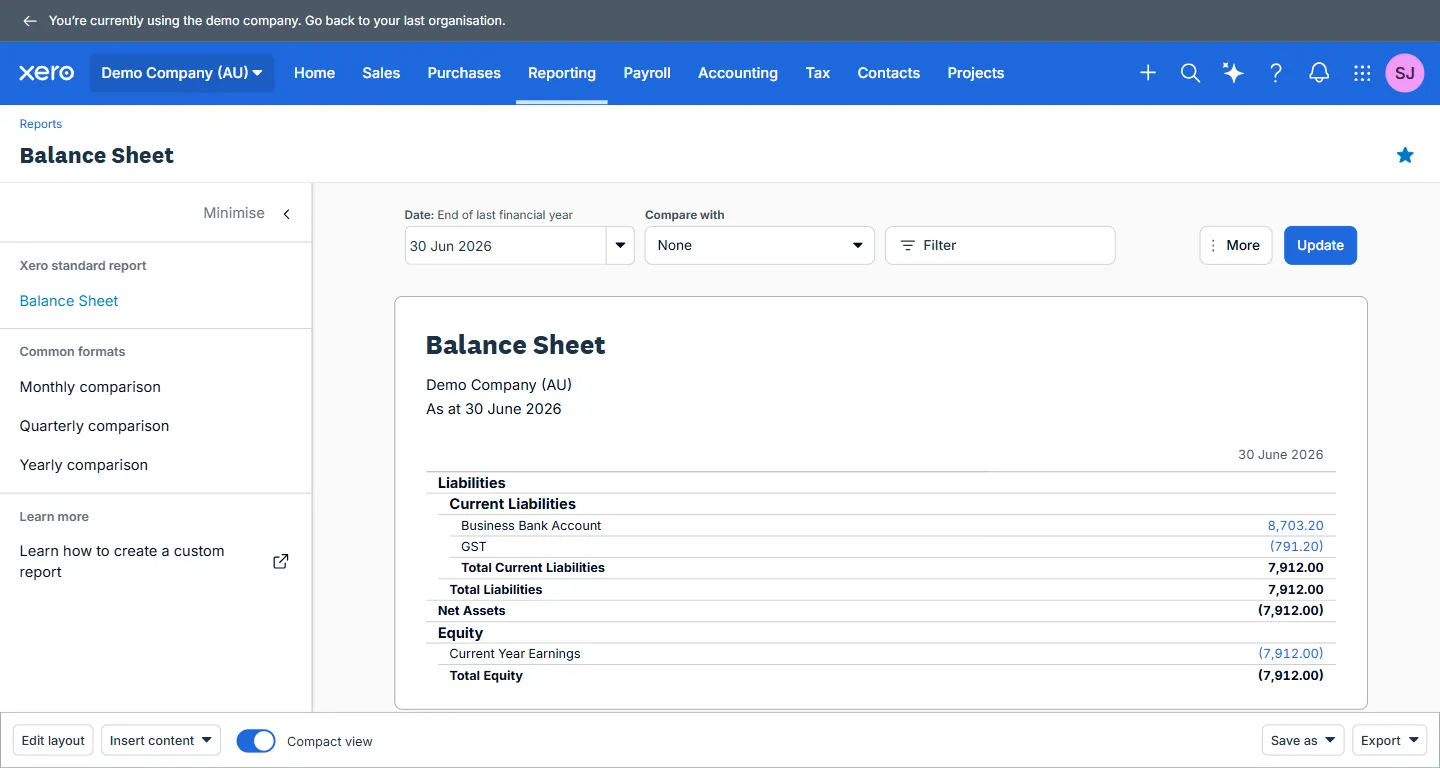 You're currently using the demo company. Go back to your last organisation.
xero
Demo Company (AU)
Home
Sales
Purchases
Reporting
Payroll
Accounting
Tax
Contacts
Projects
?
SJ
Reports
Balance Sheet
Minimise
Xero standard report
Balance Sheet
Common formats
Monthly comparison
Quarterly comparison
Yearly comparison
Learn more
Learn how to create a custom
report
Date: End of last financial year
30 Jun 2026
Compare with
None
Filter
More
Update
Balance Sheet
Demo Company (AU)
As at 30 June 2026
30 June 2026
Liabilities
Current Liabilities
Business Bank Account 8,703.20
GST (791.20)
Total Current Liabilities 7,912.00
Total Liabilities 7,912.00
Net Assets (7,912.00)
Equity
Current Year Earnings (7,912.00)
Total Equity (7,912.00)
Edit layout
Insert content
Compact view
Save as
Export